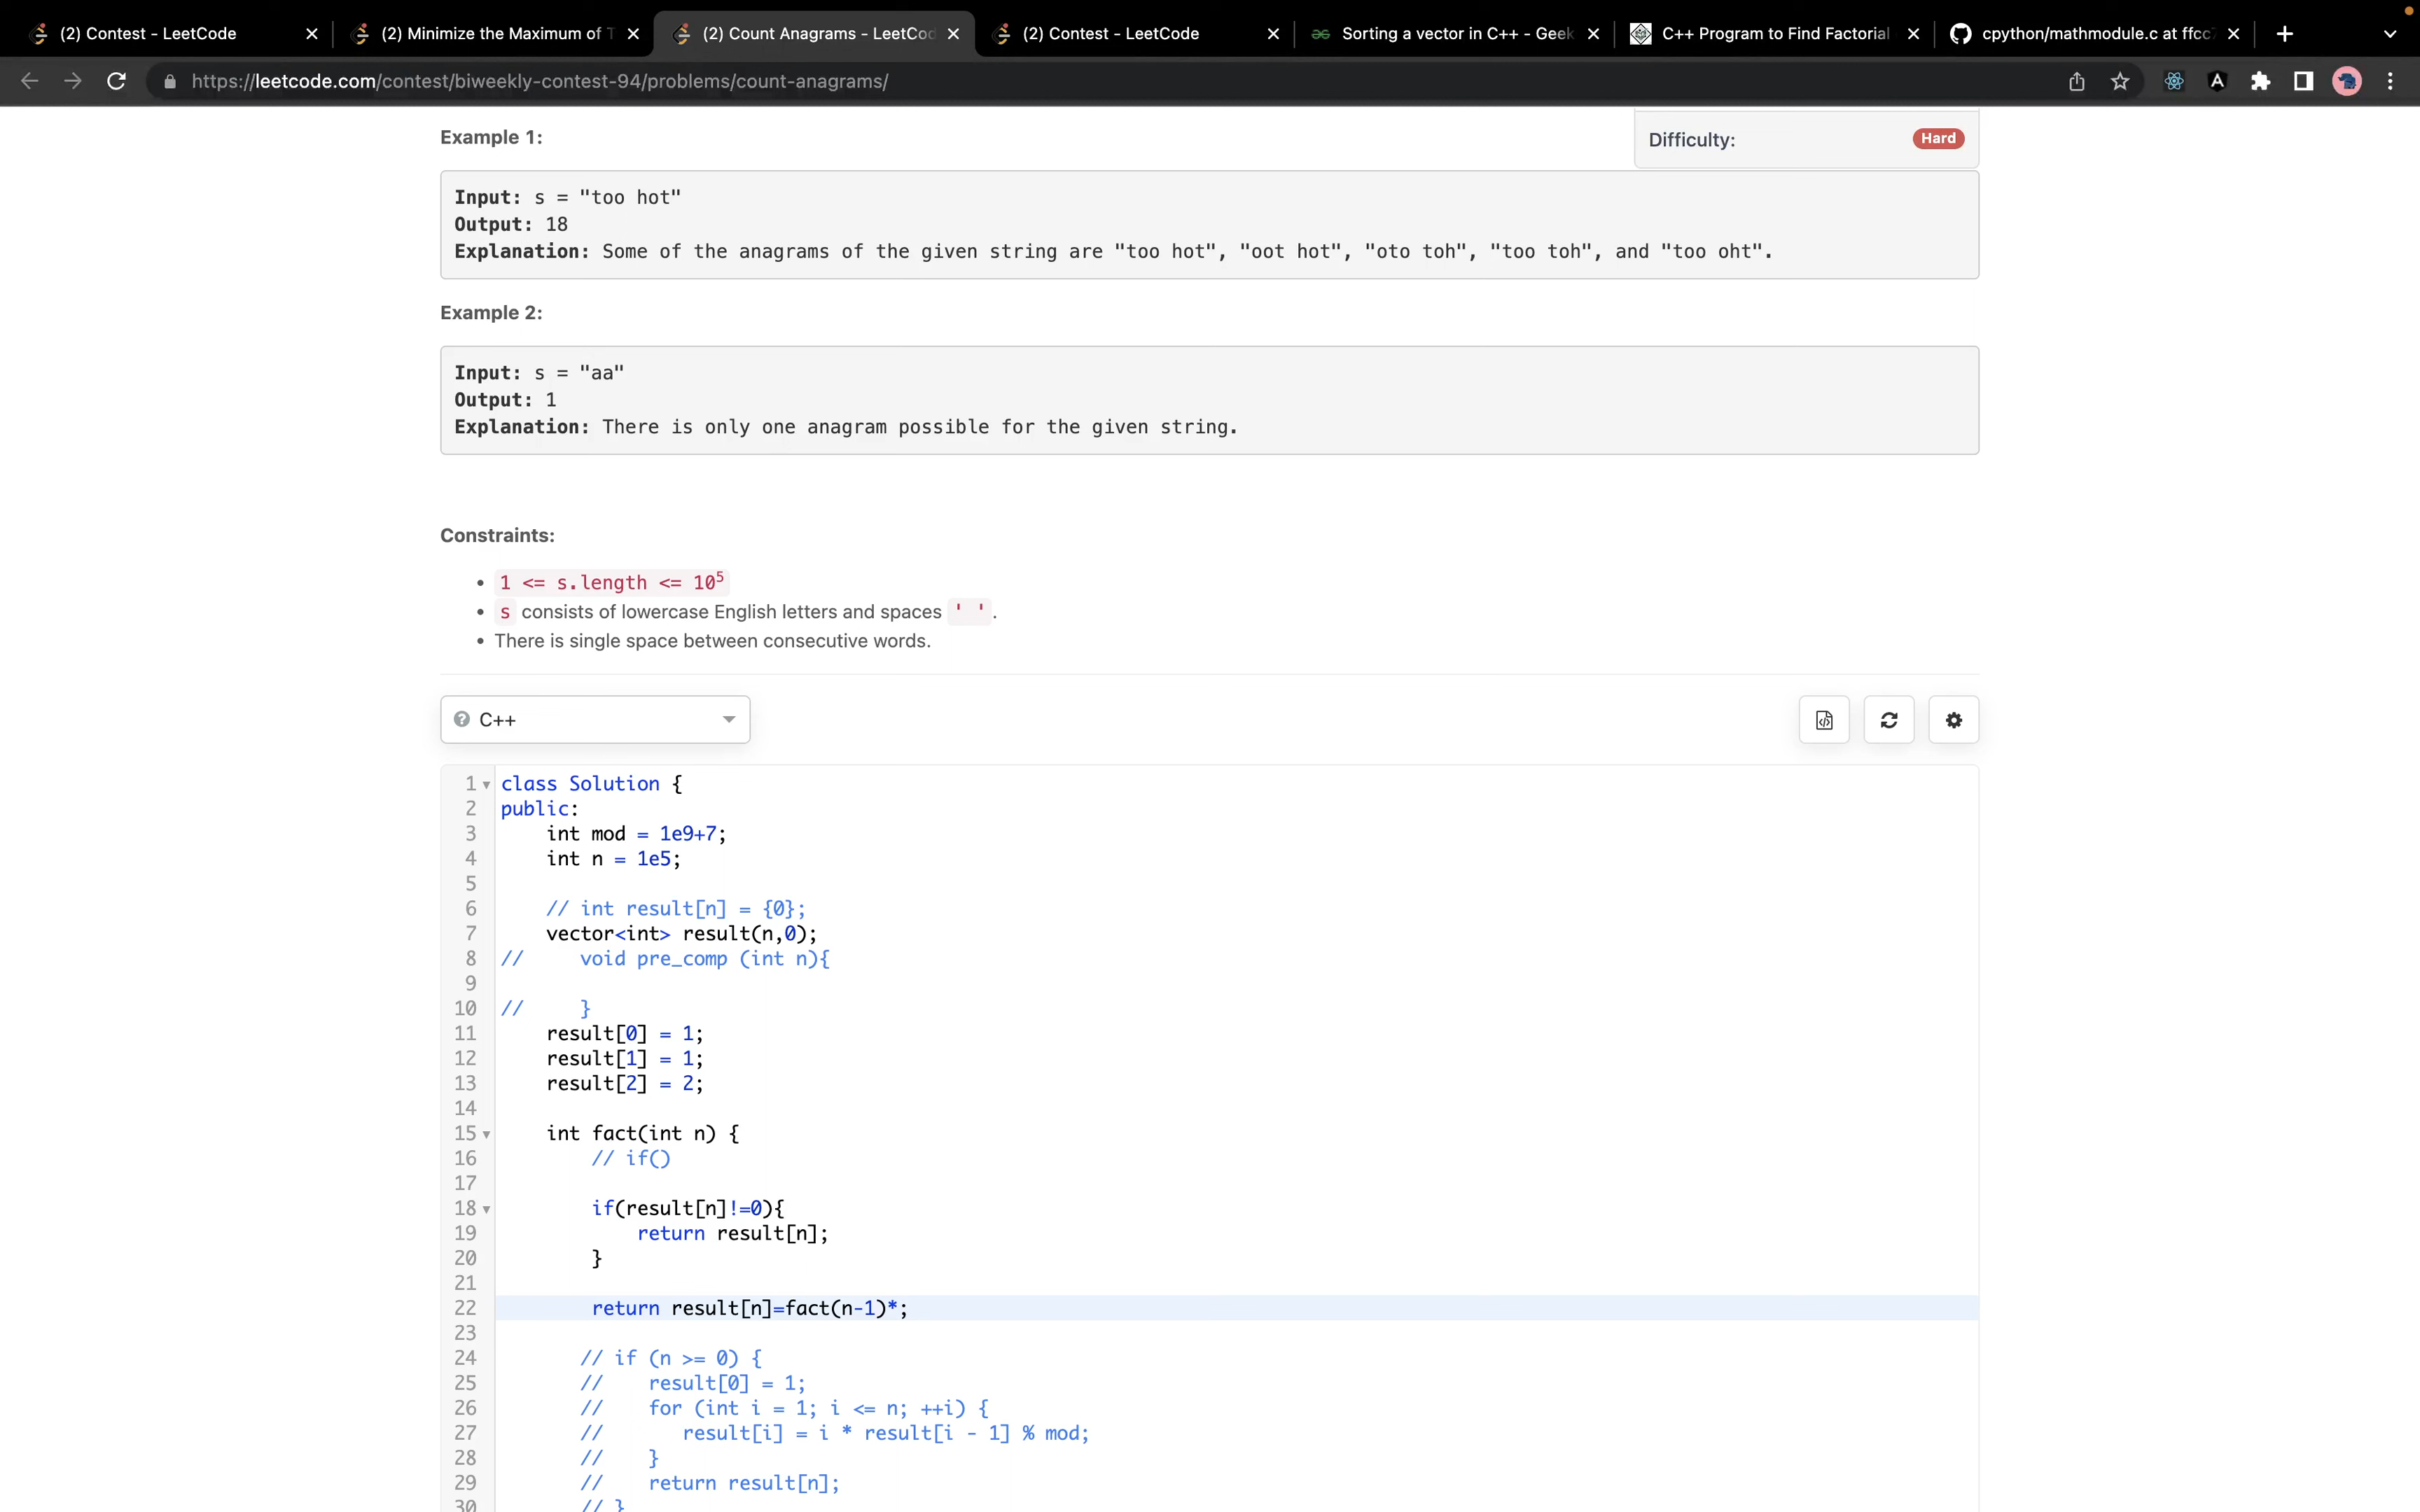 (2) Contest - LeetCode
(2) Minimize the Maximum of T
(2) Count Anagrams - LeetCod
(2) Contest - LeetCode
Sorting a vector in C++ - Geek
C++ Program to Find Factorial
cpython/mathmodule.c at ffcc7
https://leetcode.com/contest/biweekly-contest-94/problems/count-anagrams/
Example 1:
Difficulty:
Hard
Input: s = "too hot"
Output: 18
Explanation: Some of the anagrams of the given string are "too hot", "oot hot", "oto toh", "too toh", and "too oht".
Example 2:
Input: s = "aa"
Output: 1
Explanation: There is only one anagram possible for the given string.
Constraints:
• 1 <= s.length <= 10⁵
• s consists of lowercase English letters and spaces ' '.
• There is single space between consecutive words.
C++
1 class Solution {
2 public:
3 int mod = 1e9+7;
4 int n = 1e5;
5
6 // int result[n] = {0};
7 vector<int> result(n,0);
8 // void pre_comp (int n){
9
10 // }
11 result[0] = 1;
12 result[1] = 1;
13 result[2] = 2;
14
15 int fact(int n) {
16 // if()
17
18 if(result[n]!=0){
19 return result[n];
20 }
21
22 return result[n]=fact(n-1)*;
23
24 // if (n >= 0) {
25 // result[0] = 1;
26 // for (int i = 1; i <= n; ++i) {
27 // result[i] = i * result[i - 1] % mod;
28 // }
29 // return result[n];
30 // }